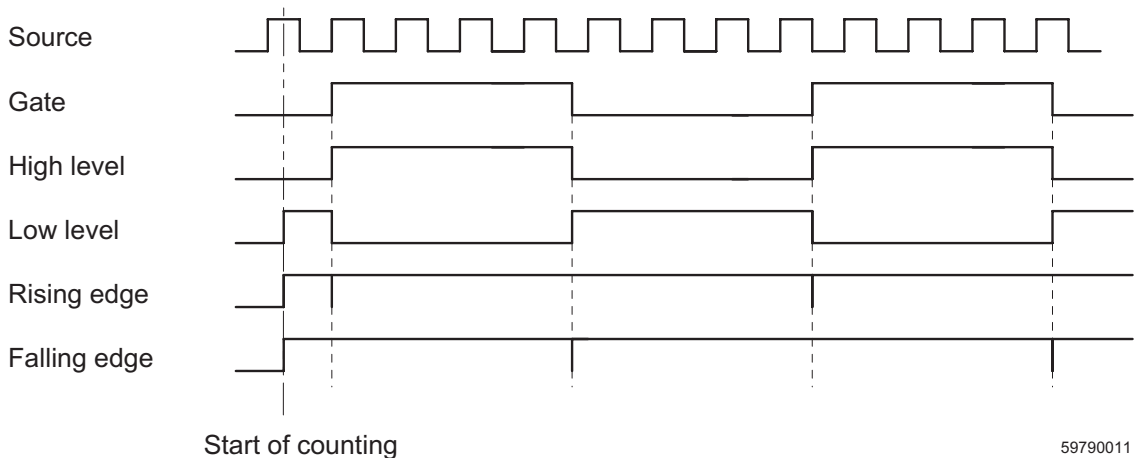 Source
Gate
High level
Low level
Rising edge
Falling edge
Start of counting
59790011